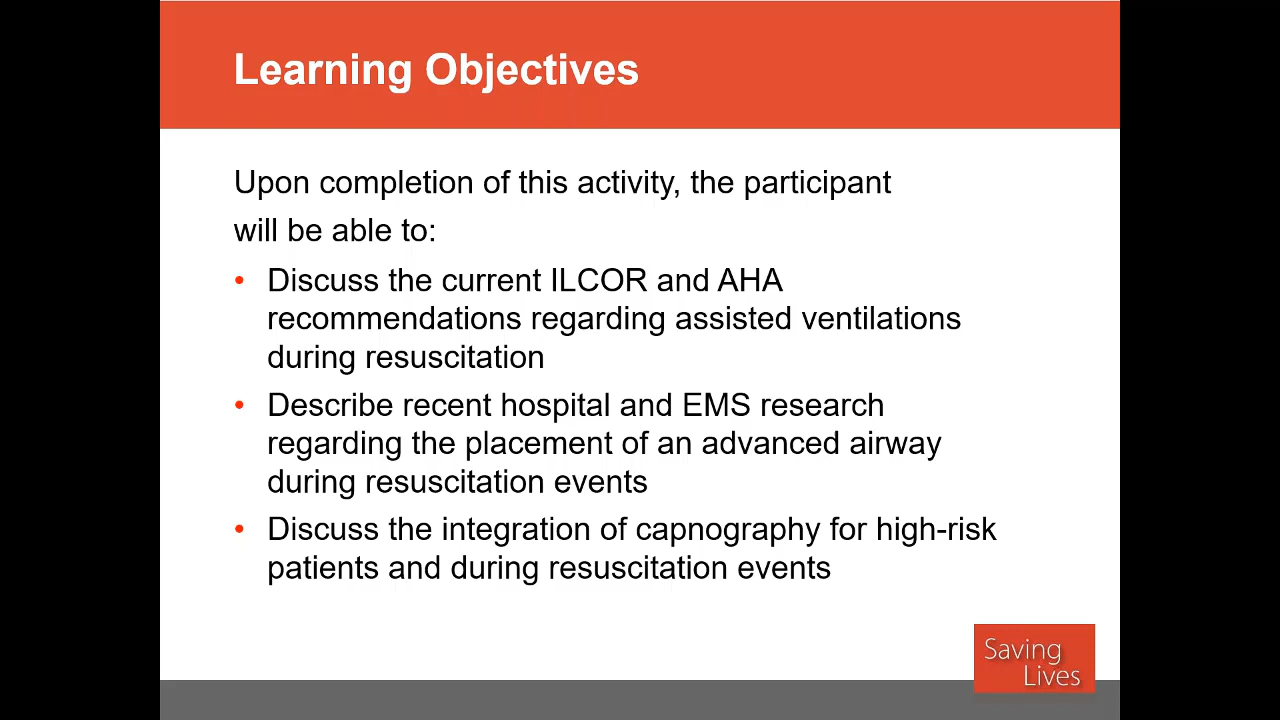 Learning Objectives
Upon completion of this activity, the participant
will be able to:
• Discuss the current ILCOR and AHA
recommendations regarding assisted ventilations
during resuscitation
• Describe recent hospital and EMS research
regarding the placement of an advanced airway
during resuscitation events
• Discuss the integration of capnography for high-risk
patients and during resuscitation events
Saving
Lives